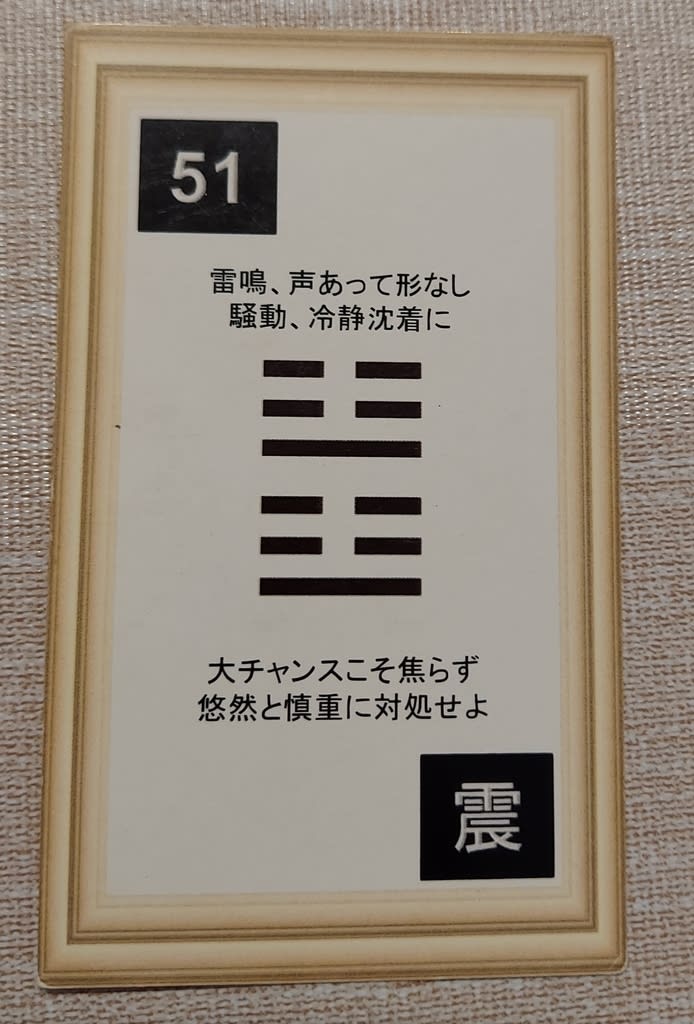 51
雷鳴、声あって形なし
騒動、冷静沈着に
大チャンスこそ焦らず
悠然と慎重に対処せよ
震